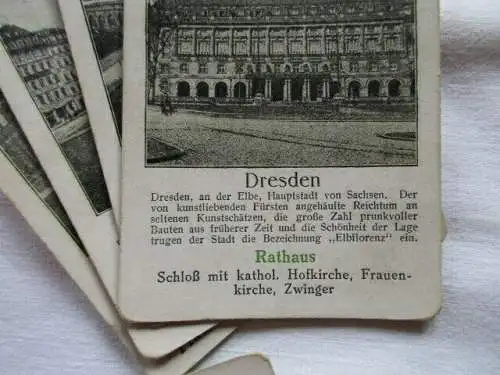 Dresden
Dresden, an der Elbe, Hauptstadt von Sachsen. Der
von kunstliebenden Fürsten angehäufte Reichtum an
seltenen Kunstschätzen, die große Zahl prunkvoller
Bauten aus früherer Zeit und die Schönheit der Lage
trugen der Stadt die Bezeichnung „Elbflorenz" ein.
Rathaus
Schloß mit kathol. Hofkirche, Frauen-
kirche, Zwinger